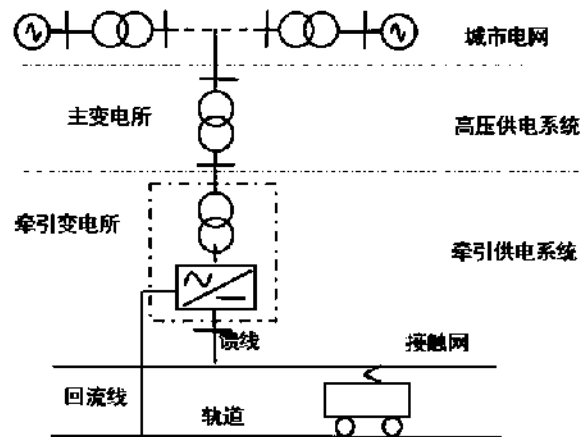 城市电网
主变电所
高压供电系统
牵引变电所
牵引供电系统
馈线
接触网
回流线
轨道